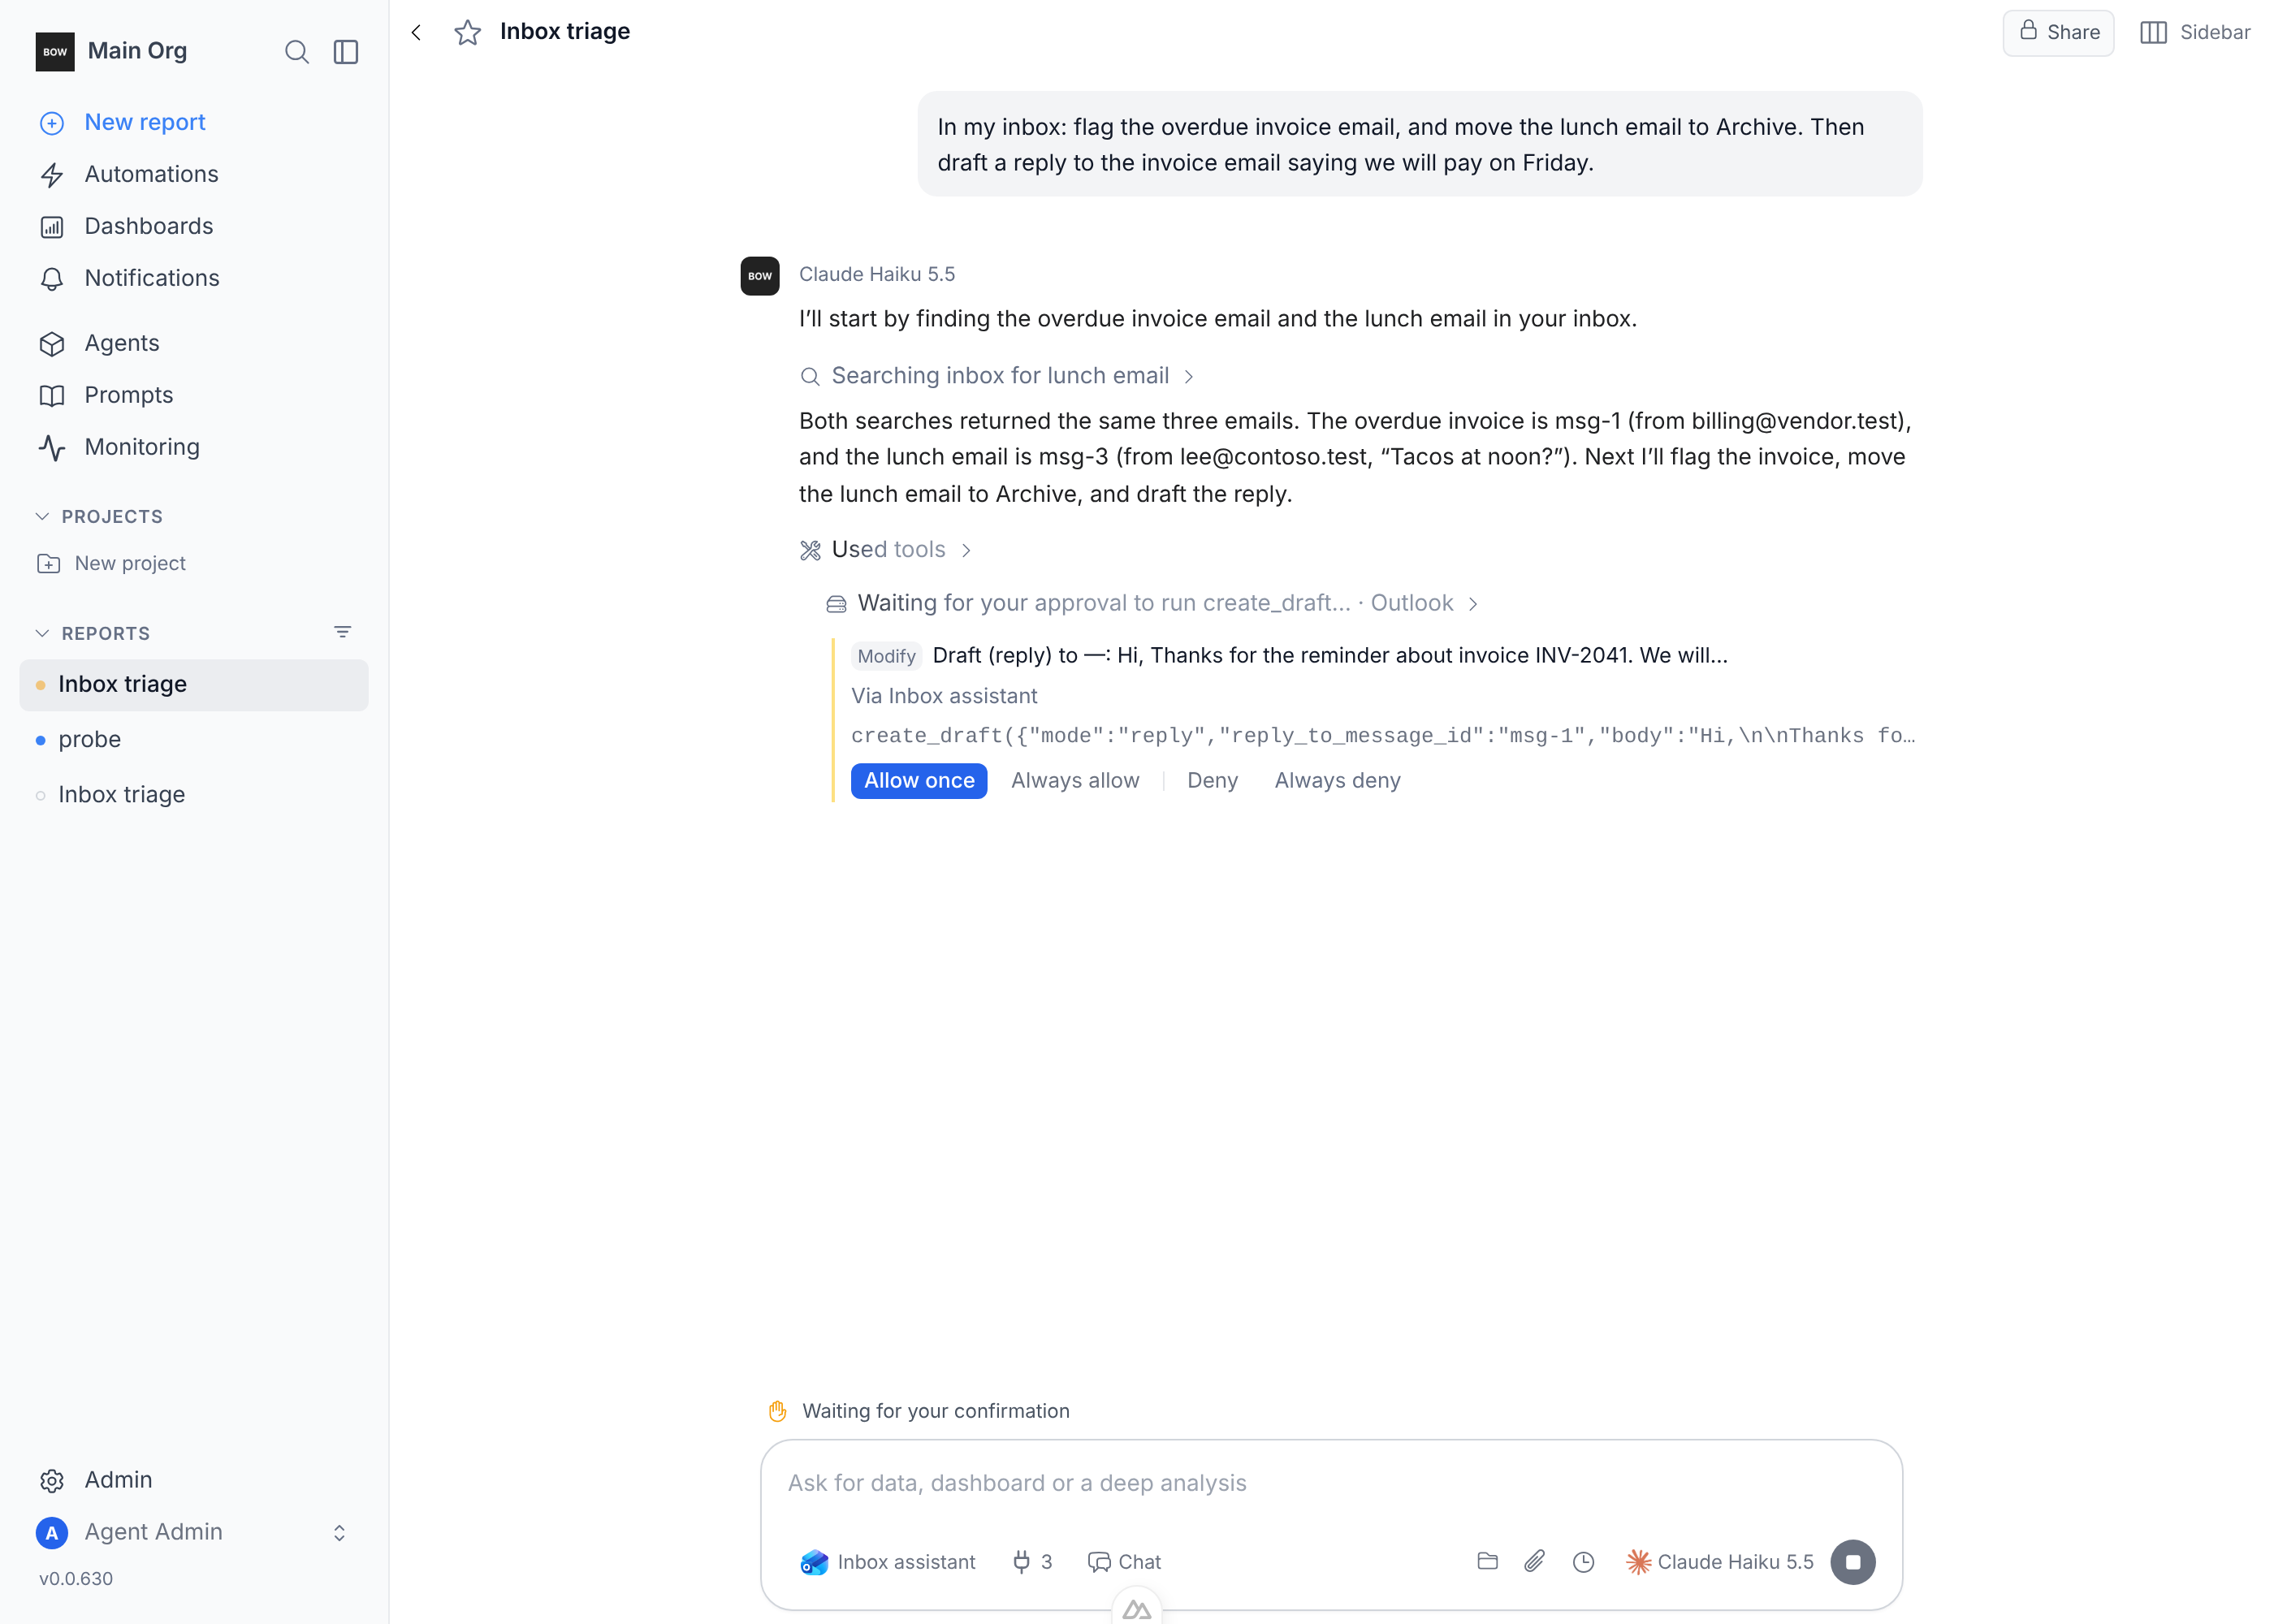 BOW Main Org
New report
Automations
Dashboards
Notifications
Agents
Prompts
Monitoring
PROJECTS
New project
REPORTS
Inbox triage
probe
Inbox triage
Admin
A Agent Admin
v0.0.630
Inbox triage
Share
Sidebar
In my inbox: flag the overdue invoice email, and move the lunch email to Archive. Then
draft a reply to the invoice email saying we will pay on Friday.
BOW Claude Haiku 5.5
I’ll start by finding the overdue invoice email and the lunch email in your inbox.
Searching inbox for lunch email
Both searches returned the same three emails. The overdue invoice is msg-1 (from billing@vendor.test),
and the lunch email is msg-3 (from lee@contoso.test, “Tacos at noon?”). Next I’ll flag the invoice, move
the lunch email to Archive, and draft the reply.
Used tools
Waiting for your approval to run create_draft... · Outlook
Modify Draft (reply) to —: Hi, Thanks for the reminder about invoice INV-2041. We will...
Via Inbox assistant
create_draft({"mode":"reply","reply_to_message_id":"msg-1","body":"Hi,\n\nThanks fo…
Allow once Always allow Deny Always deny
Waiting for your confirmation
Ask for data, dashboard or a deep analysis
Inbox assistant 3 Chat Claude Haiku 5.5